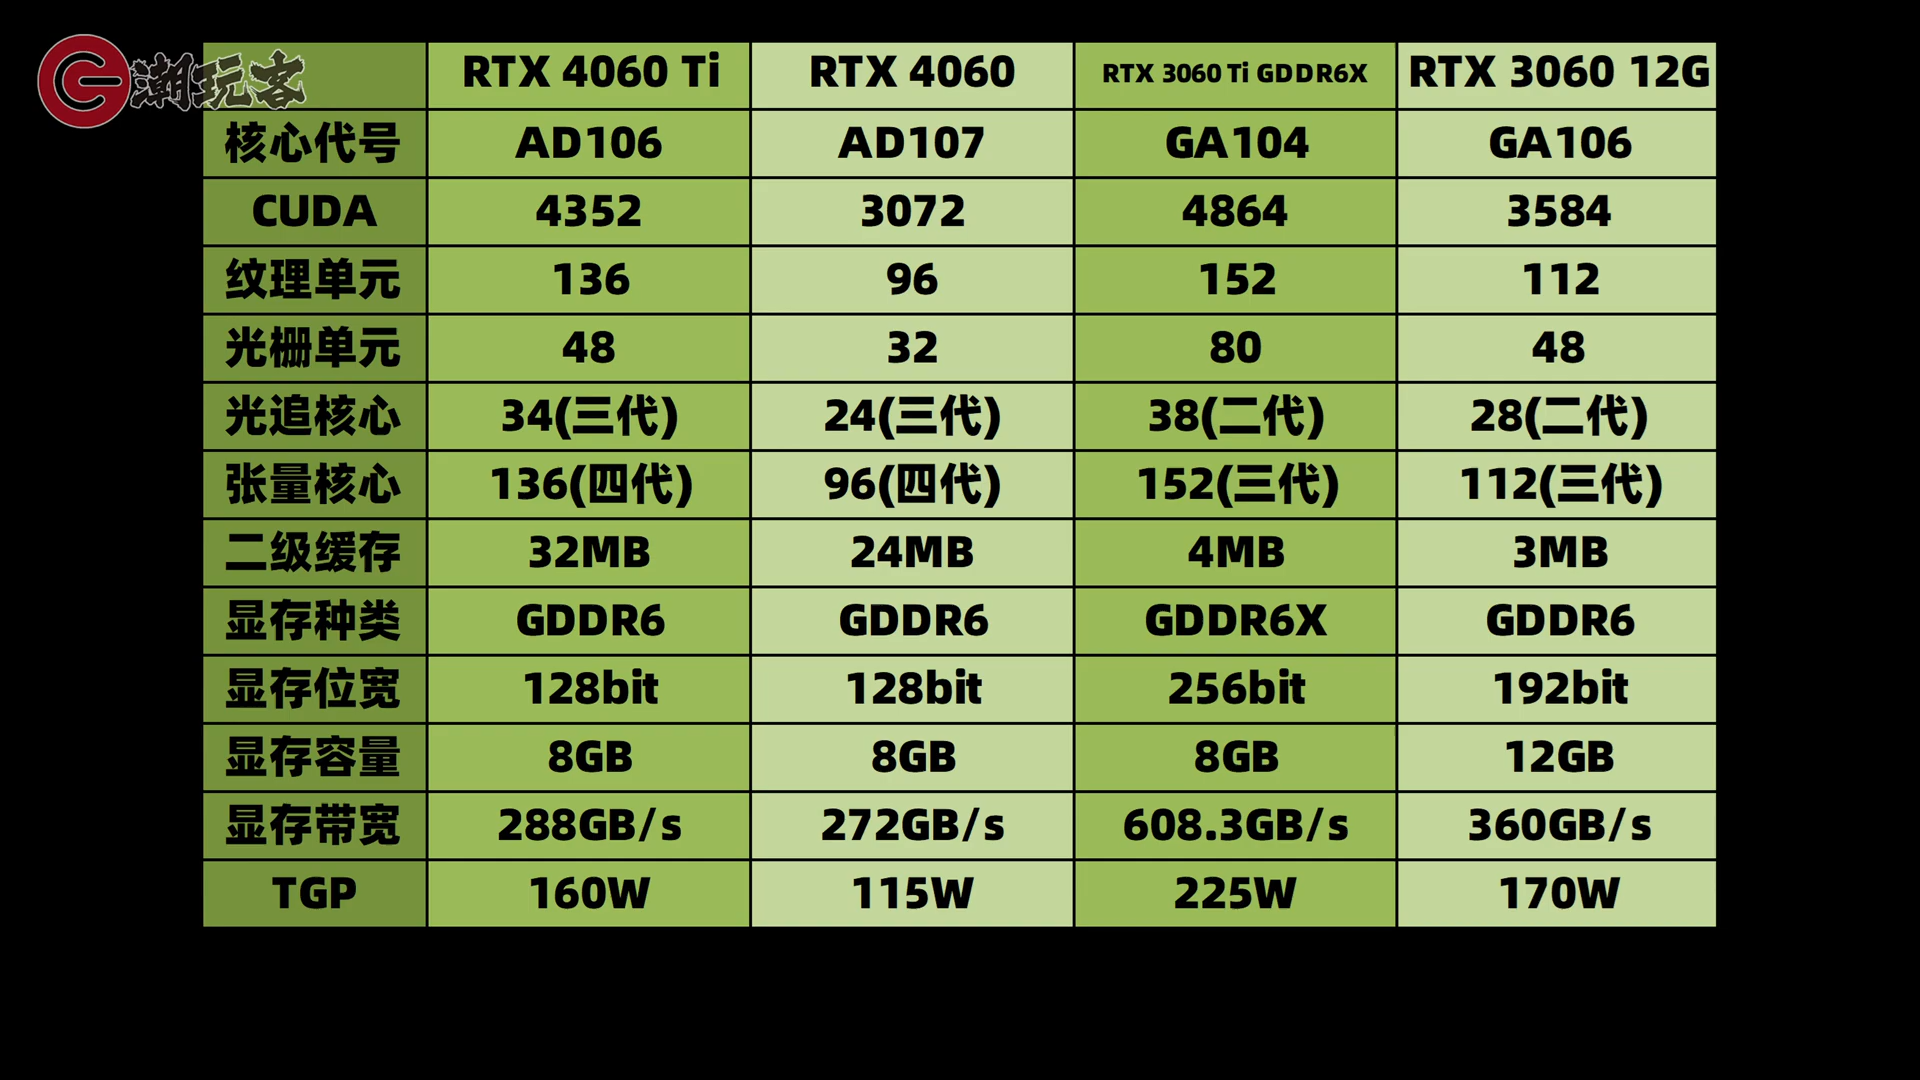 潮玩客
RTX 4060 Ti RTX 4060 RTX 3060 Ti GDDR6X RTX 3060 12G
核心代号 AD106 AD107 GA104 GA106
CUDA 4352 3072 4864 3584
纹理单元 136 96 152 112
光栅单元 48 32 80 48
光追核心 34(三代) 24(三代) 38(二代) 28(二代)
张量核心 136(四代) 96(四代) 152(三代) 112(三代)
二级缓存 32MB 24MB 4MB 3MB
显存种类 GDDR6 GDDR6 GDDR6X GDDR6
显存位宽 128bit 128bit 256bit 192bit
显存容量 8GB 8GB 8GB 12GB
显存带宽 288GB/s 272GB/s 608.3GB/s 360GB/s
TGP 160W 115W 225W 170W